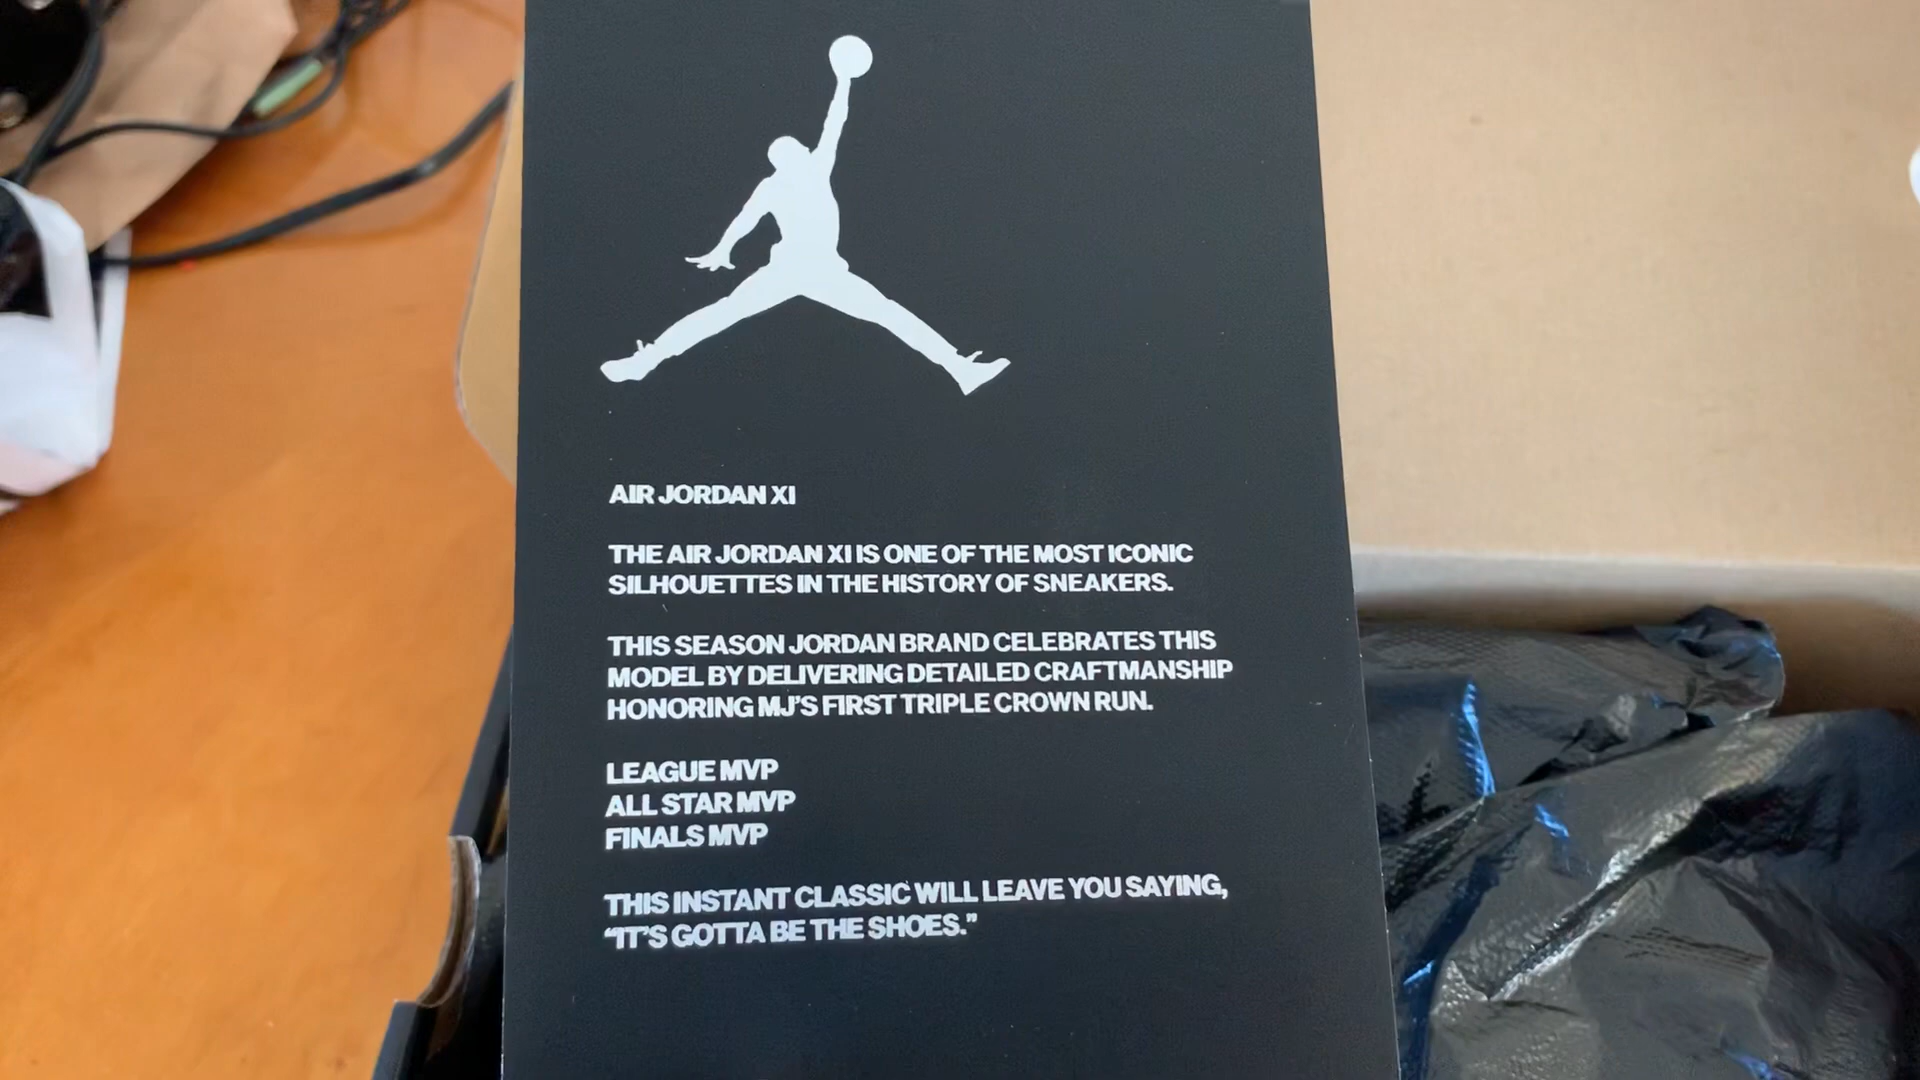 AIR JORDAN XI
THE AIR JORDAN XI IS ONE OF THE MOST ICONIC
SILHOUETTES IN THE HISTORY OF SNEAKERS.
THIS SEASON JORDAN BRAND CELEBRATES THIS
MODEL BY DELIVERING DETAILED CRAFTMANSHIP
HONORING MJ'S FIRST TRIPLE CROWN RUN.
LEAGUE MVP
ALL STAR MVP
FINALS MVP
THIS INSTANT CLASSIC WILL LEAVE YOU SAYING,
“IT'S GOTTA BE THE SHOES.”